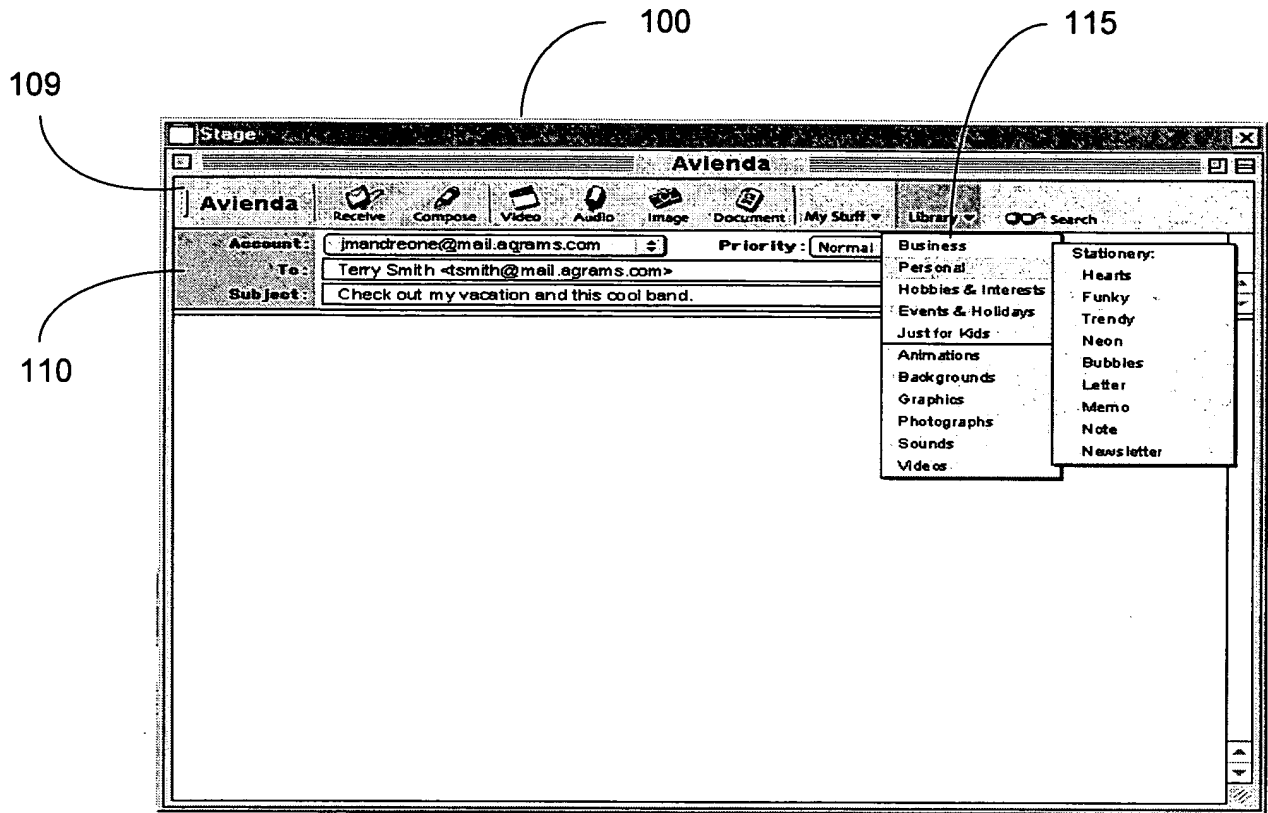 100
115
109
Stage
Avienda
Avienda Receive Compose Video Audio Image Document My Stuff Library Search
Account: jmandreone@mail.agrams.com Priority: Normal
To: Terry Smith <tsmith@mail.agrams.com>
Subject: Check out my vacation and this cool band.
110
Business
Personal
Hobbies & Interests
Events & Holidays
Just for Kids
Animations
Backgrounds
Graphics
Photographs
Sounds
Videos
Stationery:
Hearts
Funky
Trendy
Neon
Bubbles
Letter
Memo
Note
Newsletter